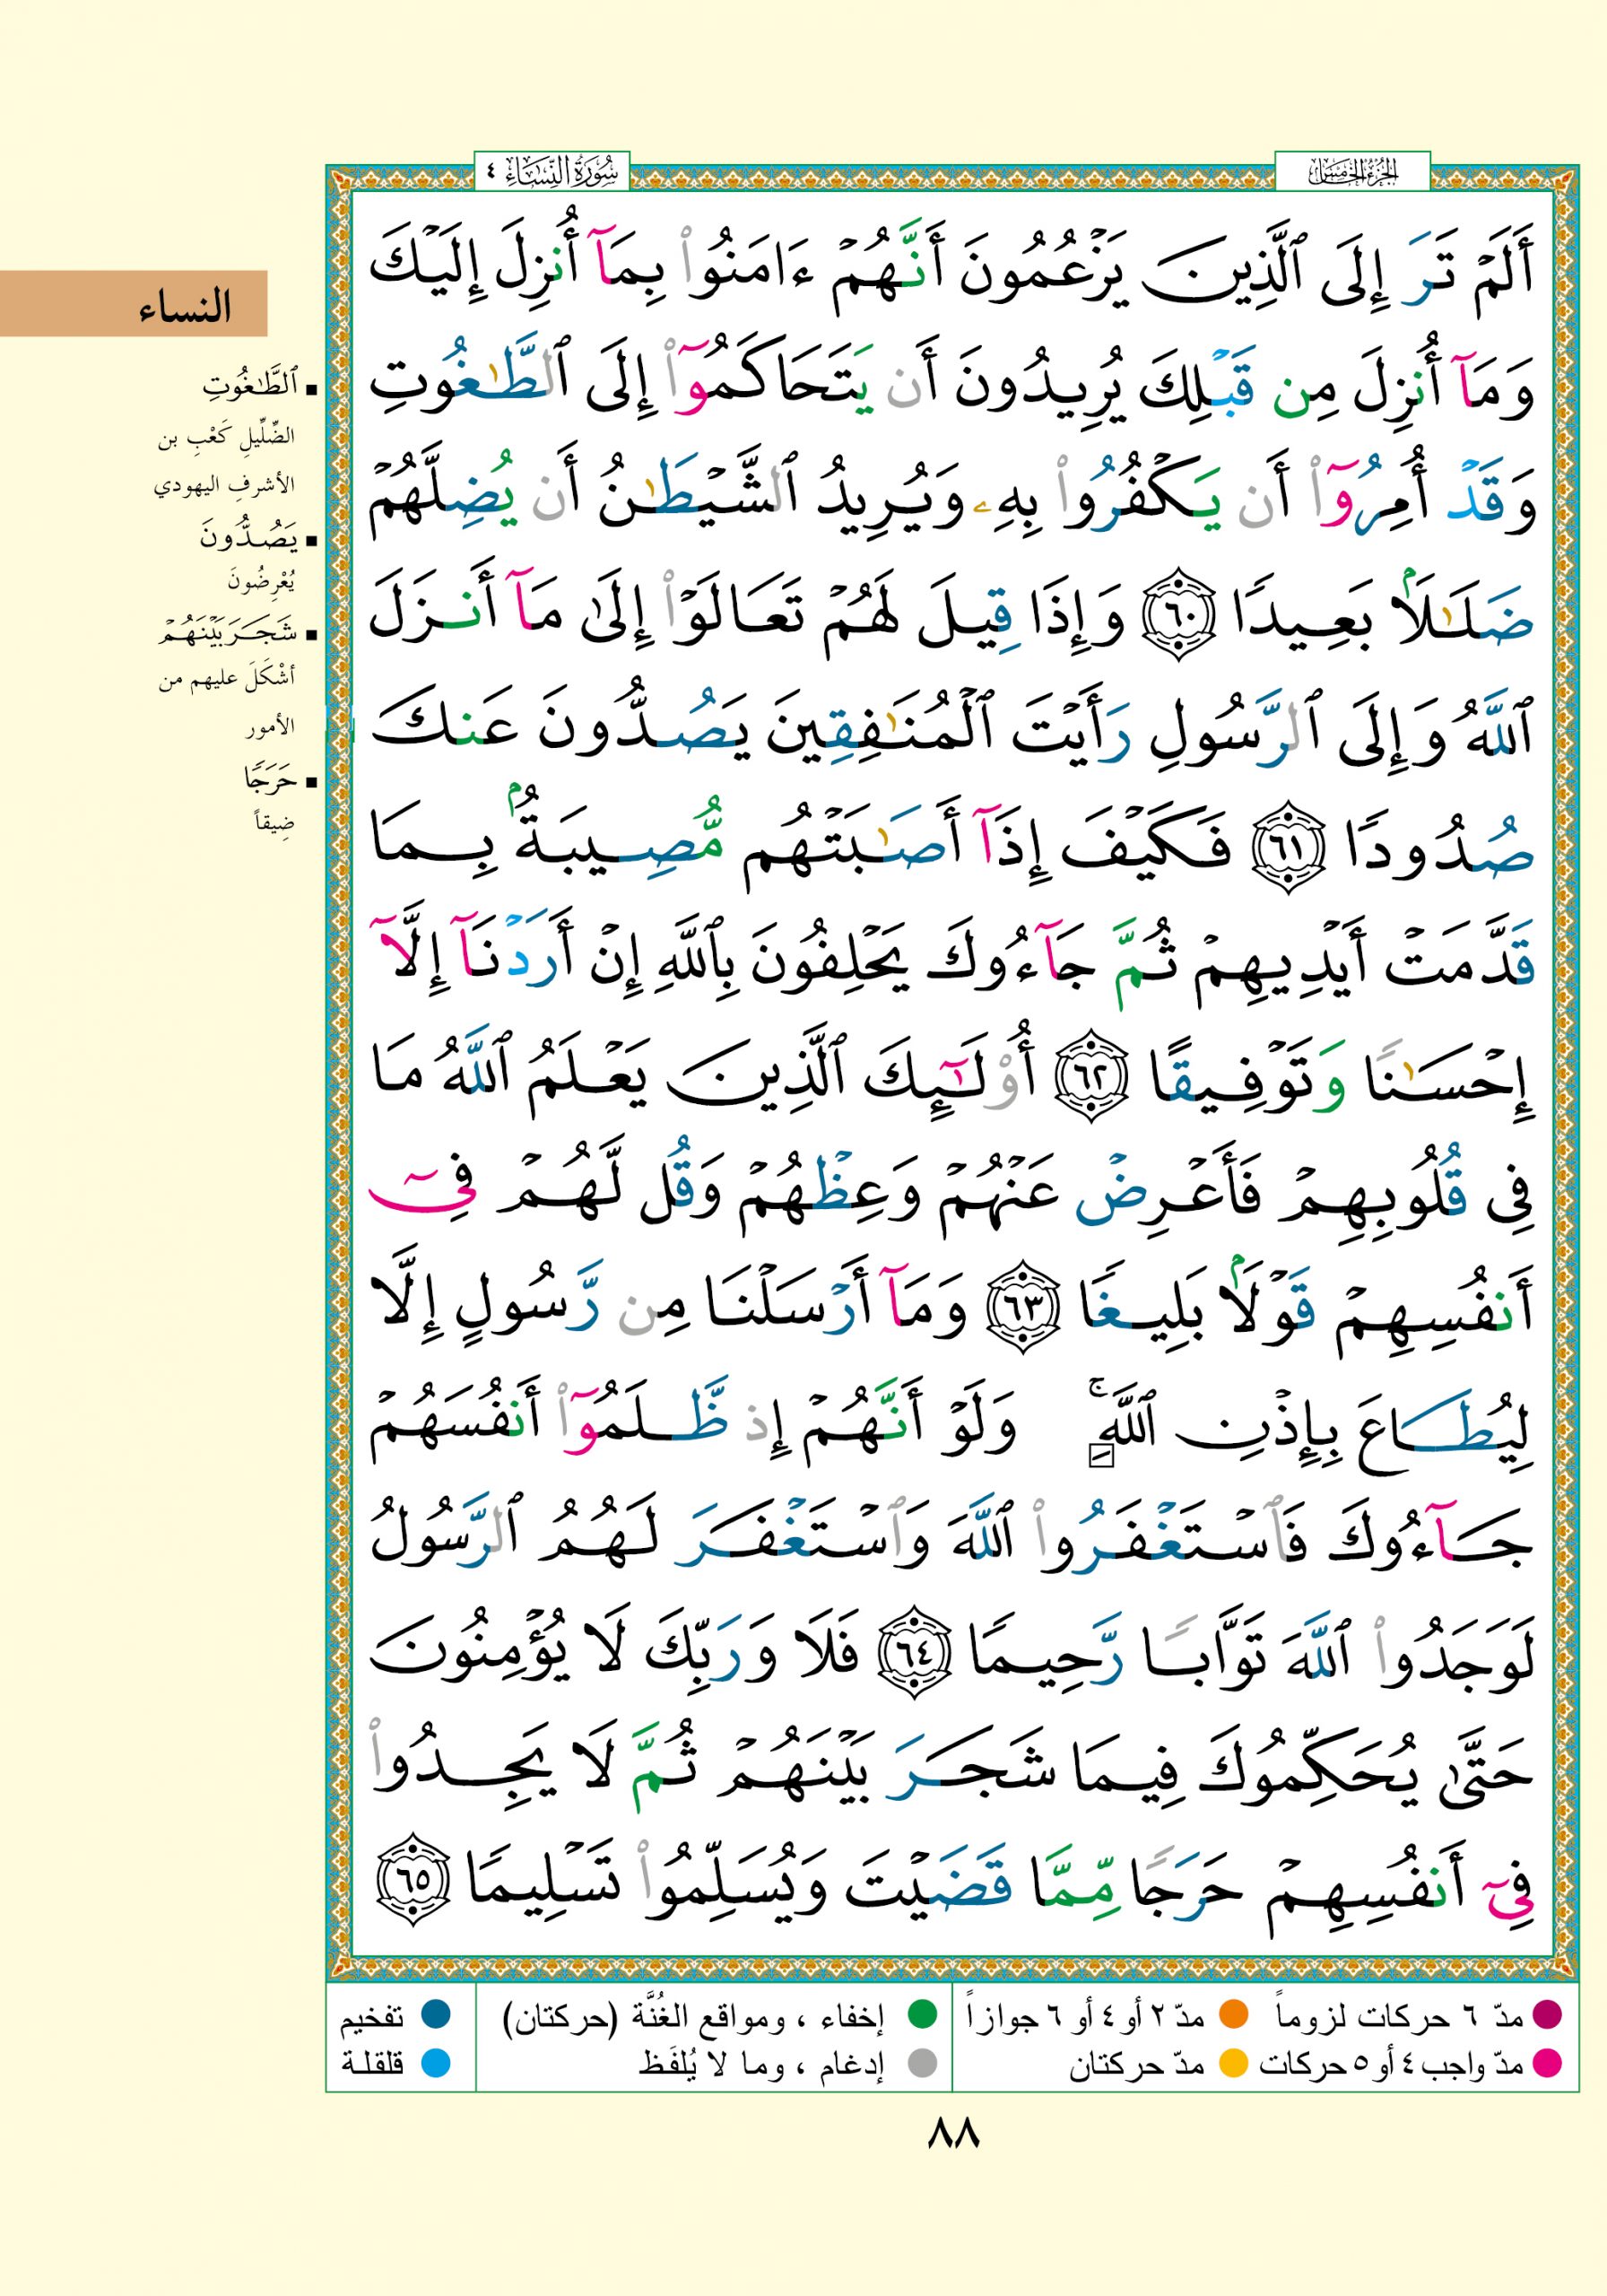 الجزء الخامس
سورة النساء ٤
أَلَمْ تَرَ إِلَى ٱلَّذِينَ يَزْعُمُونَ أَنَّهُمْ ءَامَنُوا۟ بِمَآ أُنزِلَ إِلَيْكَ
وَمَآ أُنزِلَ مِن قَبْلِكَ يُرِيدُونَ أَن يَتَحَاكَمُوٓا۟ إِلَى ٱلطَّٰغُوتِ
وَقَدْ أُمِرُوٓا۟ أَن يَكْفُرُوا۟ بِهِۦ وَيُرِيدُ ٱلشَّيْطَٰنُ أَن يُضِلَّهُمْ
ضَلَٰلًۢا بَعِيدًا ٦٠ وَإِذَا قِيلَ لَهُمْ تَعَالَوْا۟ إِلَىٰ مَآ أَنزَلَ
ٱللَّهُ وَإِلَى ٱلرَّسُولِ رَأَيْتَ ٱلْمُنَٰفِقِينَ يَصُدُّونَ عَنكَ
صُدُودًا ٦١ فَكَيْفَ إِذَآ أَصَٰبَتْهُم مُّصِيبَةٌۢ بِمَا
قَدَّمَتْ أَيْدِيهِمْ ثُمَّ جَآءُوكَ يَحْلِفُونَ بِٱللَّهِ إِنْ أَرَدْنَآ إِلَّآ
إِحْسَٰنًا وَتَوْفِيقًا ٦٢ أُو۟لَٰٓئِكَ ٱلَّذِينَ يَعْلَمُ ٱللَّهُ مَا
فِى قُلُوبِهِمْ فَأَعْرِضْ عَنْهُمْ وَعِظْهُمْ وَقُل لَّهُمْ فِىٓ
أَنفُسِهِمْ قَوْلًۢا بَلِيغًا ٦٣ وَمَآ أَرْسَلْنَا مِن رَّسُولٍ إِلَّا
لِيُطَاعَ بِإِذْنِ ٱللَّهِ ۚ وَلَوْ أَنَّهُمْ إِذ ظَّلَمُوٓا۟ أَنفُسَهُمْ
جَآءُوكَ فَٱسْتَغْفَرُوا۟ ٱللَّهَ وَٱسْتَغْفَرَ لَهُمُ ٱلرَّسُولُ
لَوَجَدُوا۟ ٱللَّهَ تَوَّابًا رَّحِيمًا ٦٤ فَلَا وَرَبِّكَ لَا يُؤْمِنُونَ
حَتَّىٰ يُحَكِّمُوكَ فِيمَا شَجَرَ بَيْنَهُمْ ثُمَّ لَا يَجِدُوا۟
فِىٓ أَنفُسِهِمْ حَرَجًا مِّمَّا قَضَيْتَ وَيُسَلِّمُوا۟ تَسْلِيمًا ٦٥
النساء
▪ ٱلطَّٰغُوتِ
الضِّلِّيلِ كَعْبِ بن
الأشرفِ اليهودي
▪ يَصُدُّونَ
يُعْرِضُونَ
▪ شَجَرَ بَيْنَهُمْ
أشْكَلَ عليهم من
الأمور
▪ حَرَجًا
ضِيقاً
مدّ ٦ حركات لزوماً
مدّ ٢ أو ٤ أو ٦ جوازاً
إخفاء ، ومواقع الغُنَّة (حركتان)
تفخيم
مدّ واجب ٤ أو ٥ حركات
مدّ حركتان
إدغام ، وما لا يُلفَظ
قلقلة
٨٨